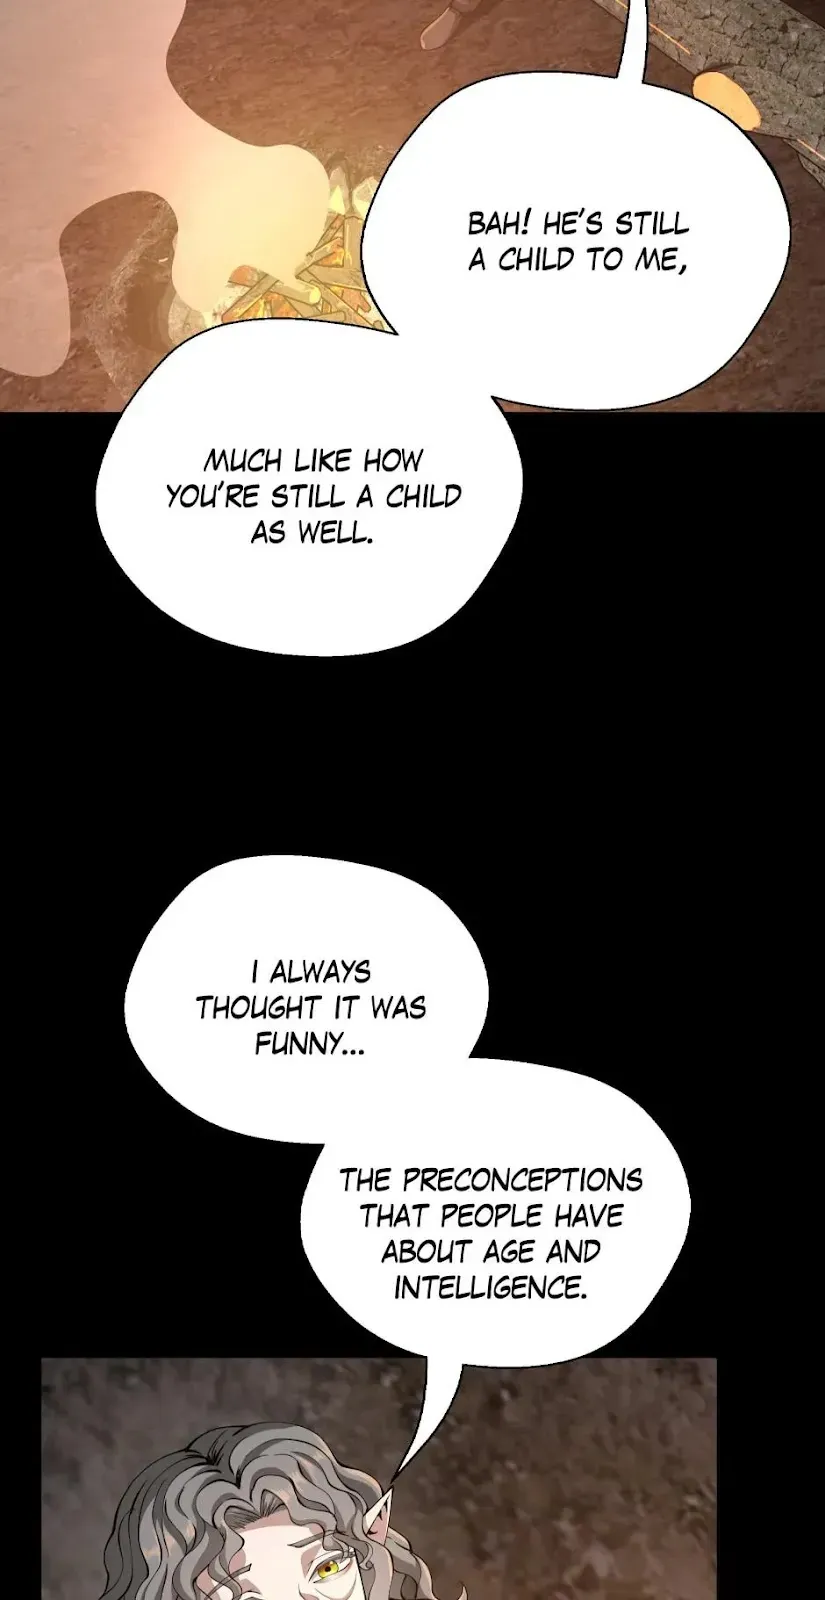 BAH! HE'S STILL
A CHILD TO ME,
MUCH LIKE HOW
YOU'RE STILL A CHILD
AS WELL.
I ALWAYS
THOUGHT IT WAS
FUNNY...
THE PRECONCEPTIONS
THAT PEOPLE HAVE
ABOUT AGE AND
INTELLIGENCE.